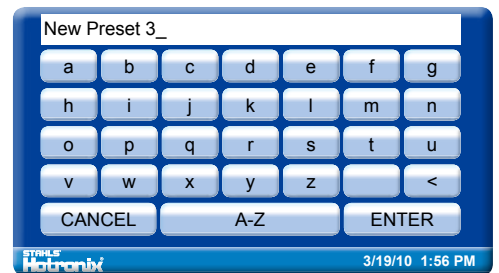 New Preset 3_
a b c d e f g
h i j k l m n
o p q r s t u
v w x y z <
CANCEL A-Z ENTER
STAHLS'
Hotronix 3/19/10 1:56 PM